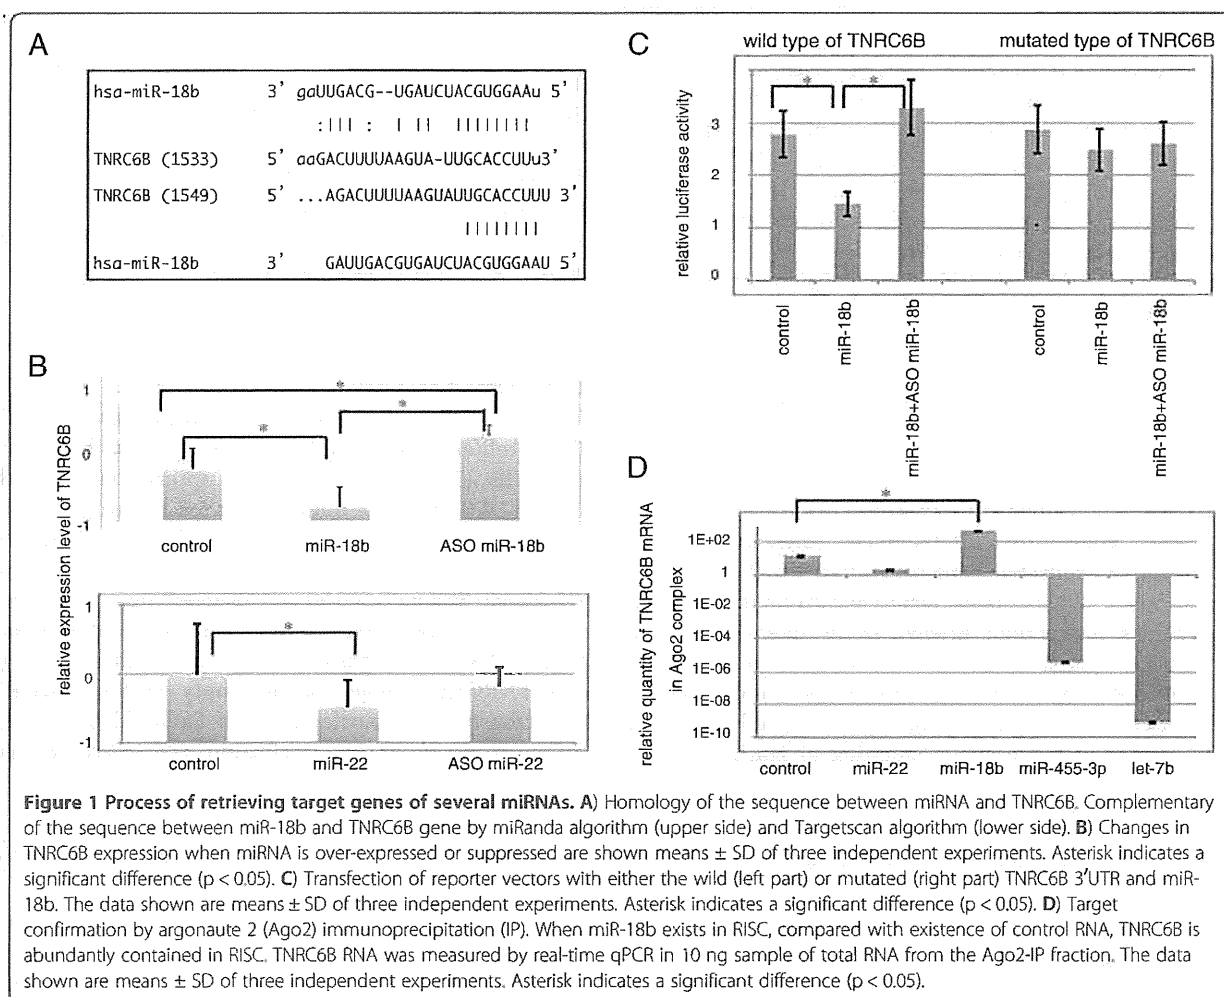 A
hsa-miR-18b 3' gaUUGACG--UGAUCUACGUGGAAu 5'
:||| : | || ||||||||
TNRC6B (1533) 5' aaGACUUUUAAGUA-UUGCACCUUu3'
TNRC6B (1549) 5' ...AGACUUUUAAGUAUUGCACCUUU 3'
||||||||
hsa-miR-18b 3' GAUUGACGUGAUCUACGUGGAAU 5'
B
relative expression level of TNRC6B
1
0
-1
*
*
*
control miR-18b ASO miR-18b
1
0
-1
*
control miR-22 ASO miR-22
C
wild type of TNRC6B mutated type of TNRC6B
relative luciferase activity
3
2
1
0
* *
control
miR-18b
miR-18b+ASO miR-18b
control
miR-18b
miR-18b+ASO miR-18b
D
relative quantity of TNRC6B mRNA
in Ago2 complex
*
1E+02
1
1E-02
1E-04
1E-06
1E-08
1E-10
control miR-22 miR-18b miR-455-3p let-7b
Figure 1 Process of retrieving target genes of several miRNAs. A) Homology of the sequence between miRNA and TNRC6B. Complementary
of the sequence between miR-18b and TNRC6B gene by miRanda algorithm (upper side) and Targetscan algorithm (lower side). B) Changes in
TNRC6B expression when miRNA is over-expressed or suppressed are shown means ± SD of three independent experiments. Asterisk indicates a
significant difference (p < 0.05). C) Transfection of reporter vectors with either the wild (left part) or mutated (right part) TNRC6B 3'UTR and miR-
18b. The data shown are means ± SD of three independent experiments. Asterisk indicates a significant difference (p < 0.05). D) Target
confirmation by argonaute 2 (Ago2) immunoprecipitation (IP). When miR-18b exists in RISC, compared with existence of control RNA, TNRC6B is
abundantly contained in RISC. TNRC6B RNA was measured by real-time qPCR in 10 ng sample of total RNA from the Ago2-IP fraction. The data
shown are means ± SD of three independent experiments. Asterisk indicates a significant difference (p < 0.05).